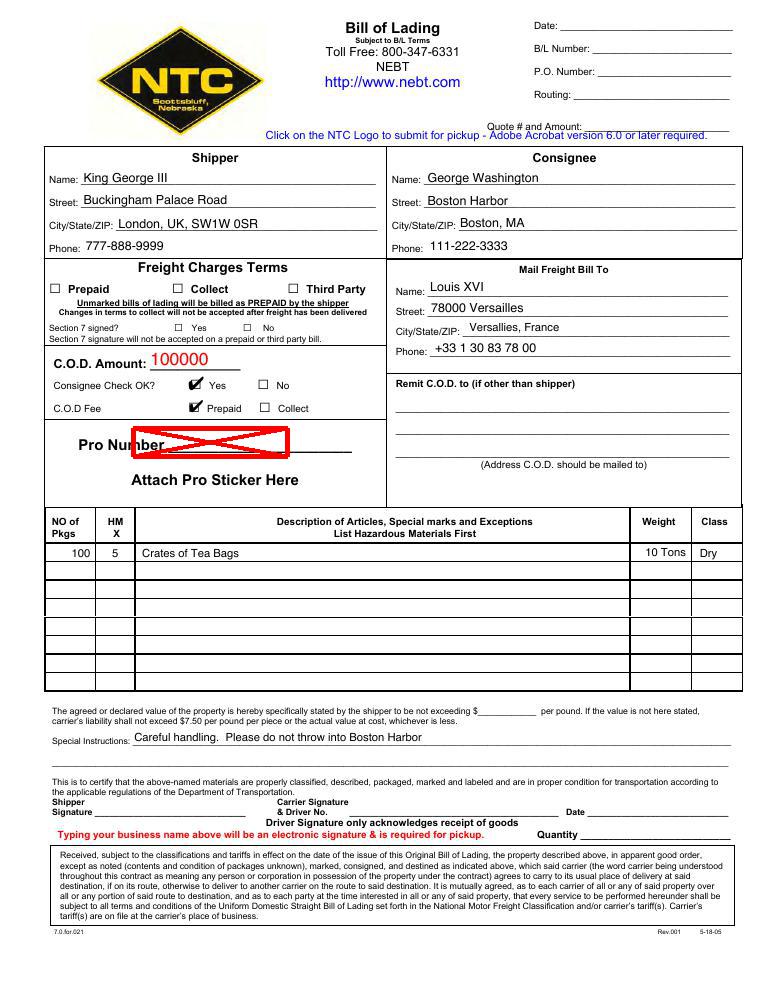 NTC
Scottsbluff,
Nebraska
Bill of Lading
Subject to B/L Terms
Toll Free: 800-347-6331
NEBT
http://www.nebt.com
Date: ____
B/L Number: ____
P.O. Number: ____
Routing: ____
Quote # and Amount: ____
Click on the NTC Logo to submit for pickup - Adobe Acrobat version 6.0 or later required.
Shipper
Name: King George III
Street: Buckingham Palace Road
City/State/ZIP: London, UK, SW1W 0SR
Phone: 777-888-9999
Consignee
Name: George Washington
Street: Boston Harbor
City/State/ZIP: Boston, MA
Phone: 111-222-3333
Freight Charges Terms
☐ Prepaid ☐ Collect ☐ Third Party
Unmarked bills of lading will be billed as PREPAID by the shipper
Changes in terms to collect will not be accepted after freight has been delivered
Section 7 signed? ☐ Yes ☐ No
Section 7 signature will not be accepted on a prepaid or third party bill.
C.O.D. Amount: 100000
Consignee Check OK? ☑ Yes ☐ No
C.O.D Fee ☑ Prepaid ☐ Collect
Pro Number ____
Attach Pro Sticker Here
Mail Freight Bill To
Name: Louis XVI
Street: 78000 Versailles
City/State/ZIP: Versallies, France
Phone: +33 1 30 83 78 00
Remit C.O.D. to (if other than shipper)
(Address C.O.D. should be mailed to)
NO of Pkgs HM X Description of Articles, Special marks and Exceptions List Hazardous Materials First Weight Class
100 5 Crates of Tea Bags 10 Tons Dry
The agreed or declared value of the property is hereby specifically stated by the shipper to be not exceeding $____ per pound. If the value is not here stated,
carrier's liability shall not exceed $7.50 per pound per piece or the actual value at cost, whichever is less.
Special Instructions: Careful handling. Please do not throw into Boston Harbor
This is to certify that the above-named materials are properly classified, described, packaged, marked and labeled and are in proper condition for transportation according to
the applicable regulations of the Department of Transportation.
Shipper Carrier Signature
Signature ____ & Driver No. ____ Date ____
Driver Signature only acknowledges receipt of goods
Typing your business name above will be an electronic signature & is required for pickup. Quantity ____
Received, subject to the classifications and tariffs in effect on the date of the issue of this Original Bill of Lading, the property described above, in apparent good order,
except as noted (contents and condition of packages unknown), marked, consigned, and destined as indicated above, which said carrier (the word carrier being understood
throughout this contract as meaning any person or corporation in possession of the property under the contract) agrees to carry to its usual place of delivery at said
destination, if on its route, otherwise to deliver to another carrier on the route to said destination. It is mutually agreed, as to each carrier of all or any of said property over
all or any portion of said route to destination, and as to each party at the time interested in all or any of said property, that every service to be performed hereunder shall be
subject to all terms and conditions of the Uniform Domestic Straight Bill of Lading set forth in the National Motor Freight Classification and/or carrier's tariff(s). Carrier's
tariff(s) are on file at the carrier's place of business.
7.0.for.021 Rev.001 5-18-05